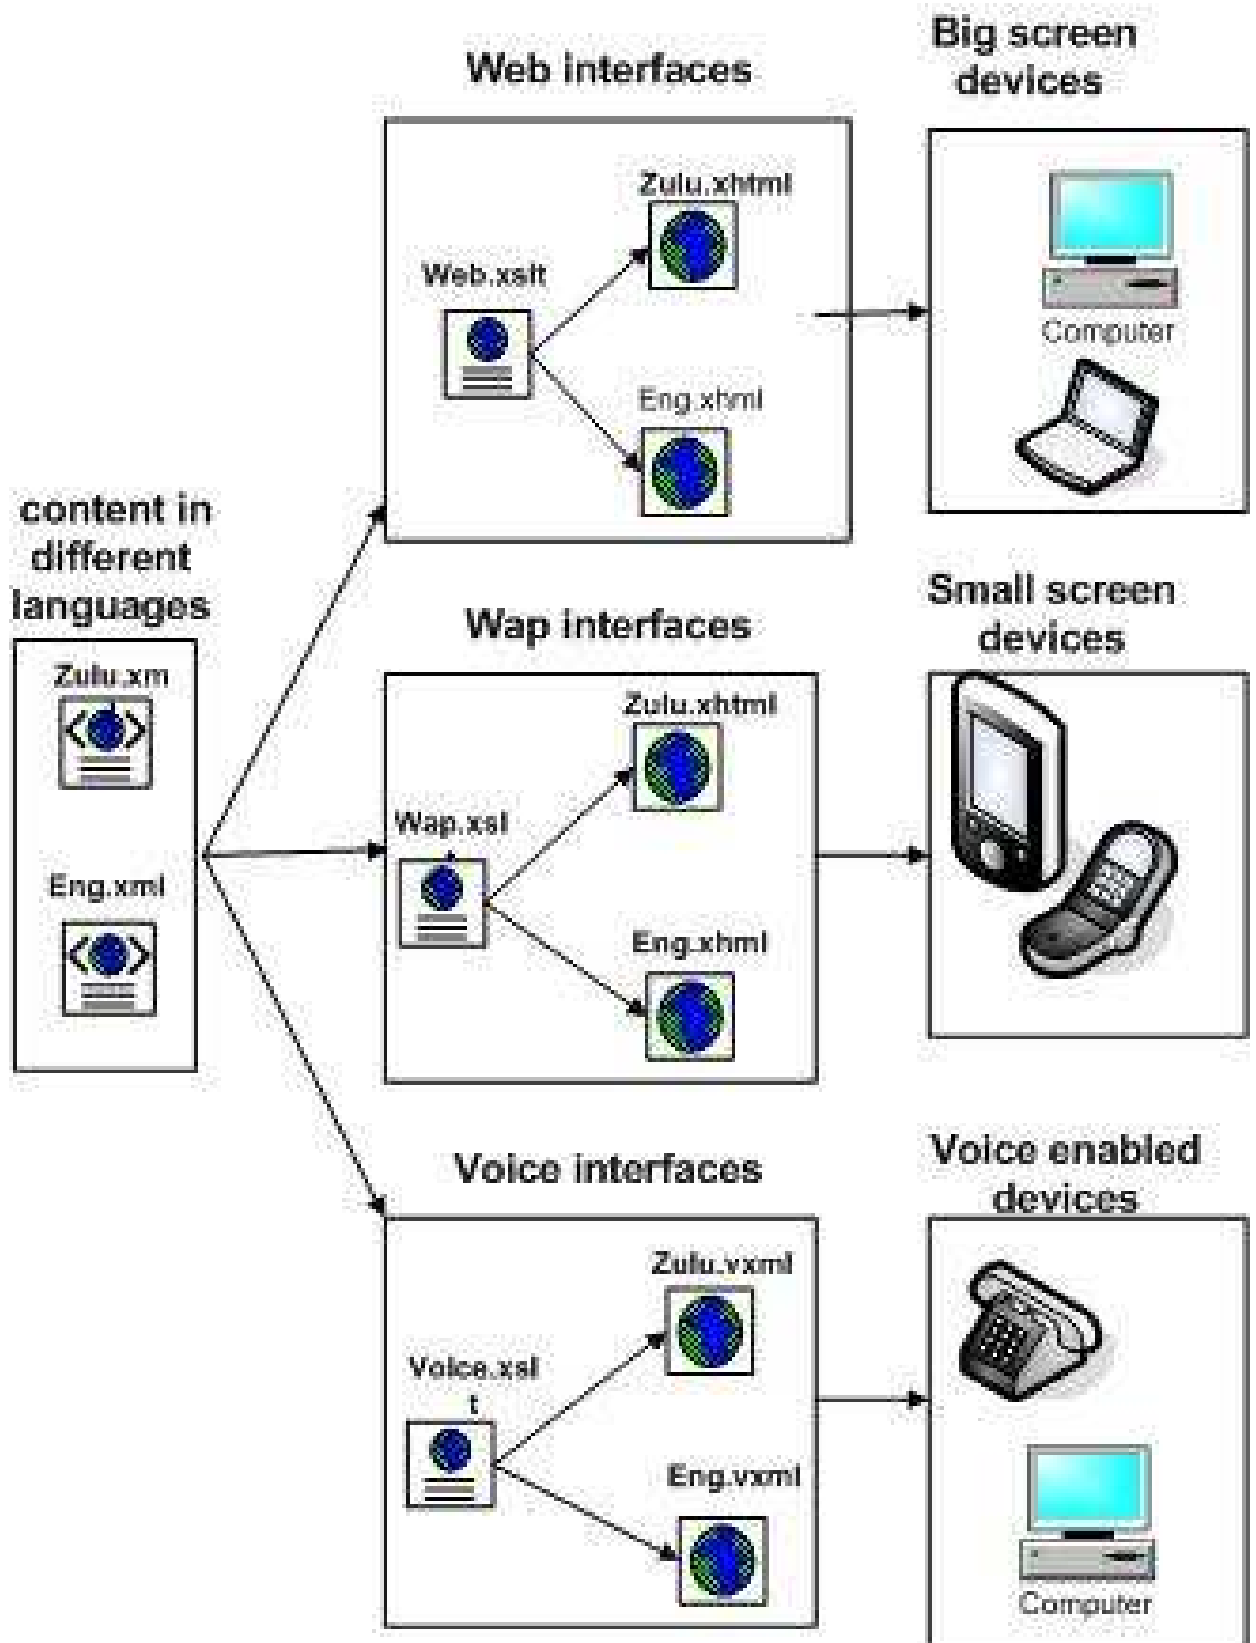 Big screen
devices
Web interfaces
Zulu.xhtml
Web.xslt
Computer
Eng.xhml
content in
different
languages
Small screen
devices
Wap interfaces
Zulu.xm
l
Zulu.xhtml
Wap.xsl
t
Eng.xml
Eng.xhml
Voice enabled
devices
Voice interfaces
Zulu.vxml
Voice.xsl
t
Eng.vxml
Computer